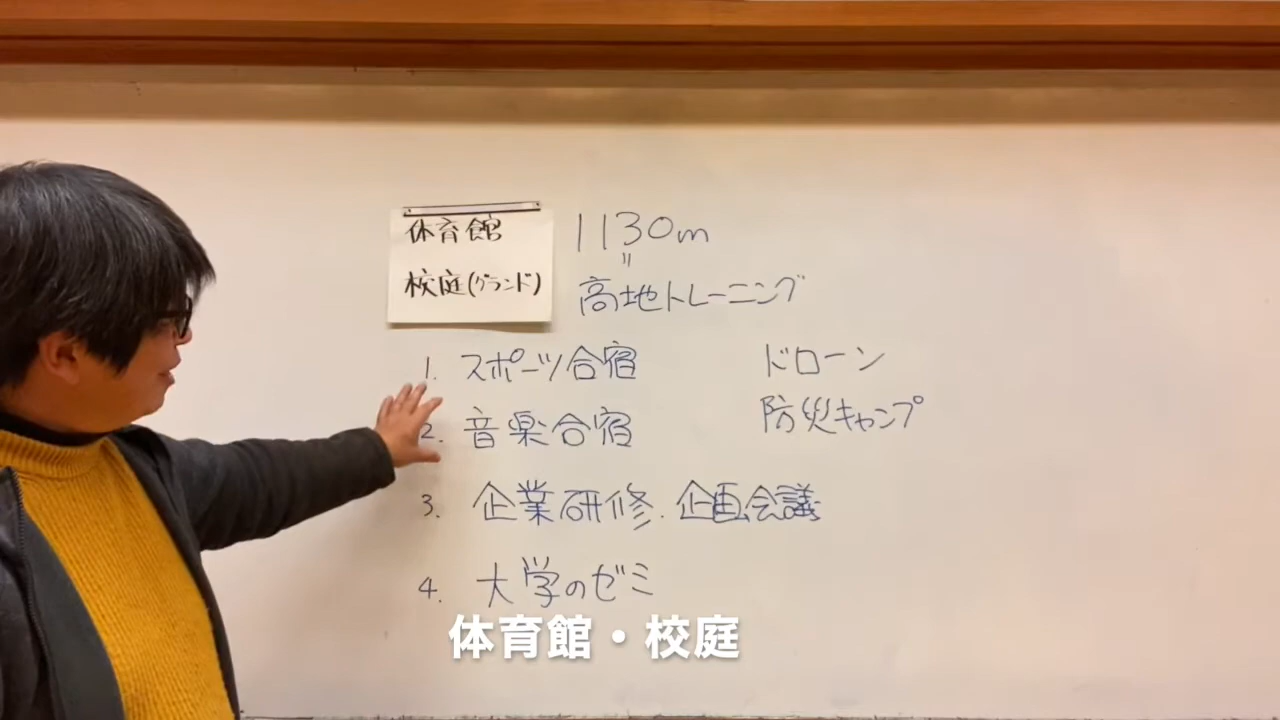 体育館
校庭(グランド)
1130m
〃
高地トレーニング
1. スポーツ合宿
2. 音楽合宿
3. 企業研修. 企画会議
4. 大学のゼミ
ドローン
防災キャンプ
体育館・校庭